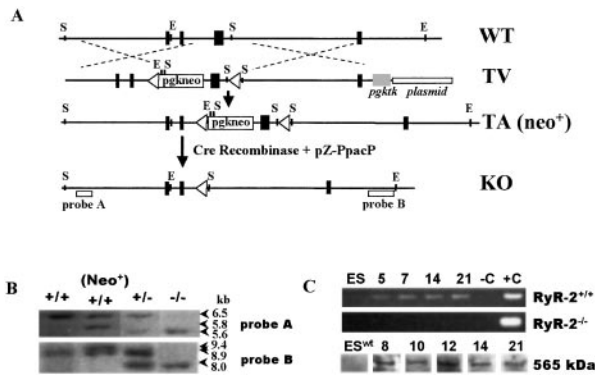 A
S E S E WT
E S S S TV
pgkneo
pgktk plasmid
S E E S S S E TA (neo+)
pgkneo
Cre Recombinase + pZ-PpacP
S E S E KO
probe A probe B
B
(Neo+)
+/+ +/+ +/- -/- kb
6.5
5.8
5.6
probe A
9.4
8.9
8.0
probe B
C
ES 5 7 14 21 -C +C
RyR-2+/+
RyR-2-/-
ESwt 8 10 12 14 21
565 kDa